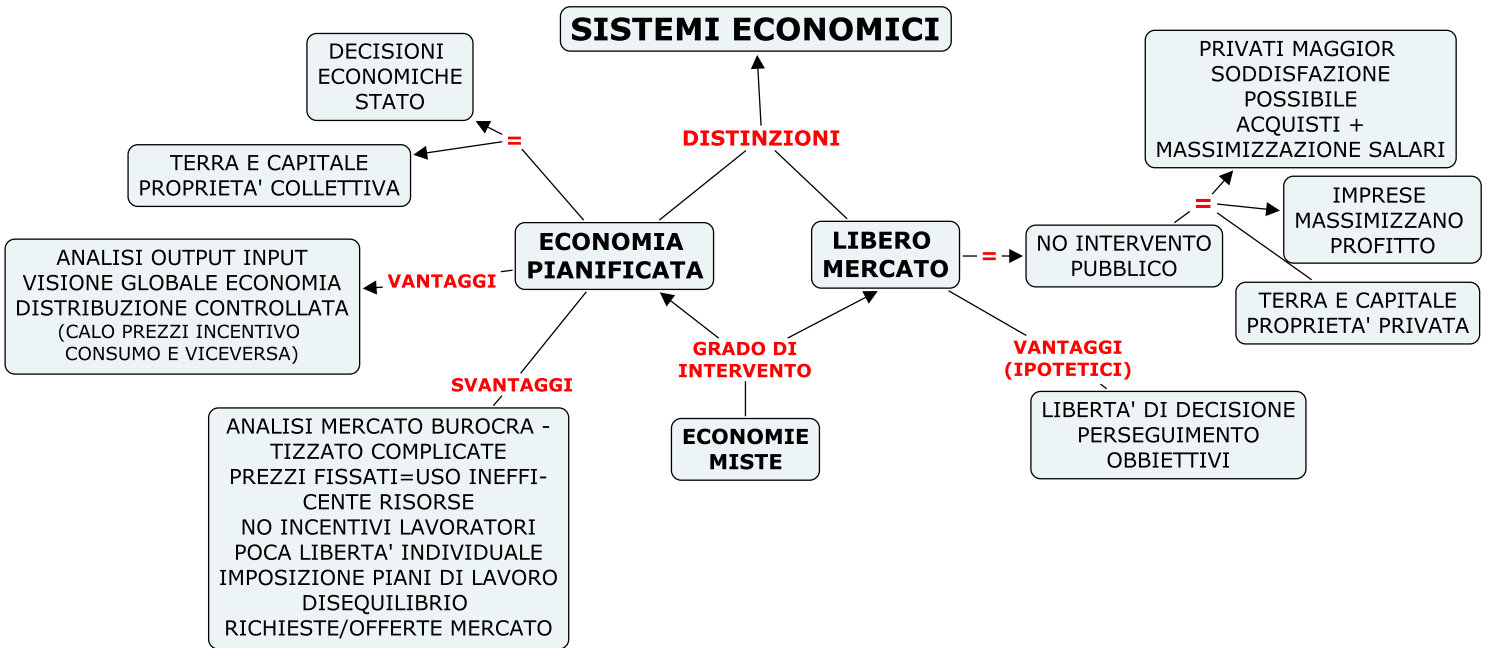 SISTEMI ECONOMICI
DISTINZIONI
DECISIONI
ECONOMICHE
STATO
=
TERRA E CAPITALE
PROPRIETA' COLLETTIVA
ECONOMIA
PIANIFICATA
VANTAGGI
ANALISI OUTPUT INPUT
VISIONE GLOBALE ECONOMIA
DISTRIBUZIONE CONTROLLATA
(CALO PREZZI INCENTIVO
CONSUMO E VICEVERSA)
SVANTAGGI
ANALISI MERCATO BUROCRA -
TIZZATO COMPLICATE
PREZZI FISSATI=USO INEFFI-
CENTE RISORSE
NO INCENTIVI LAVORATORI
POCA LIBERTA' INDIVIDUALE
IMPOSIZIONE PIANI DI LAVORO
DISEQUILIBRIO
RICHIESTE/OFFERTE MERCATO
GRADO DI
INTERVENTO
ECONOMIE
MISTE
LIBERO
MERCATO
=
NO INTERVENTO
PUBBLICO
=
PRIVATI MAGGIOR
SODDISFAZIONE
POSSIBILE
ACQUISTI +
MASSIMIZZAZIONE SALARI
IMPRESE
MASSIMIZZANO
PROFITTO
TERRA E CAPITALE
PROPRIETA' PRIVATA
VANTAGGI
(IPOTETICI)
LIBERTA' DI DECISIONE
PERSEGUIMENTO
OBBIETTIVI